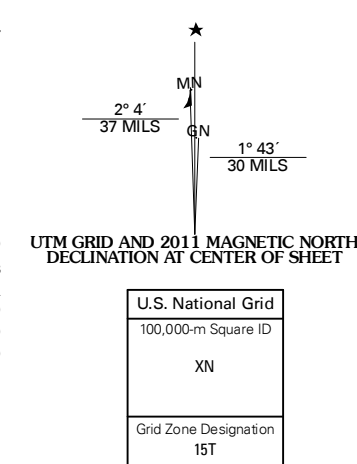 MN
2° 4´
37 MILS
GN
1° 43´
30 MILS
UTM GRID AND 2011 MAGNETIC NORTH
DECLINATION AT CENTER OF SHEET
U.S. National Grid
100,000-m Square ID
XN
Grid Zone Designation
15T